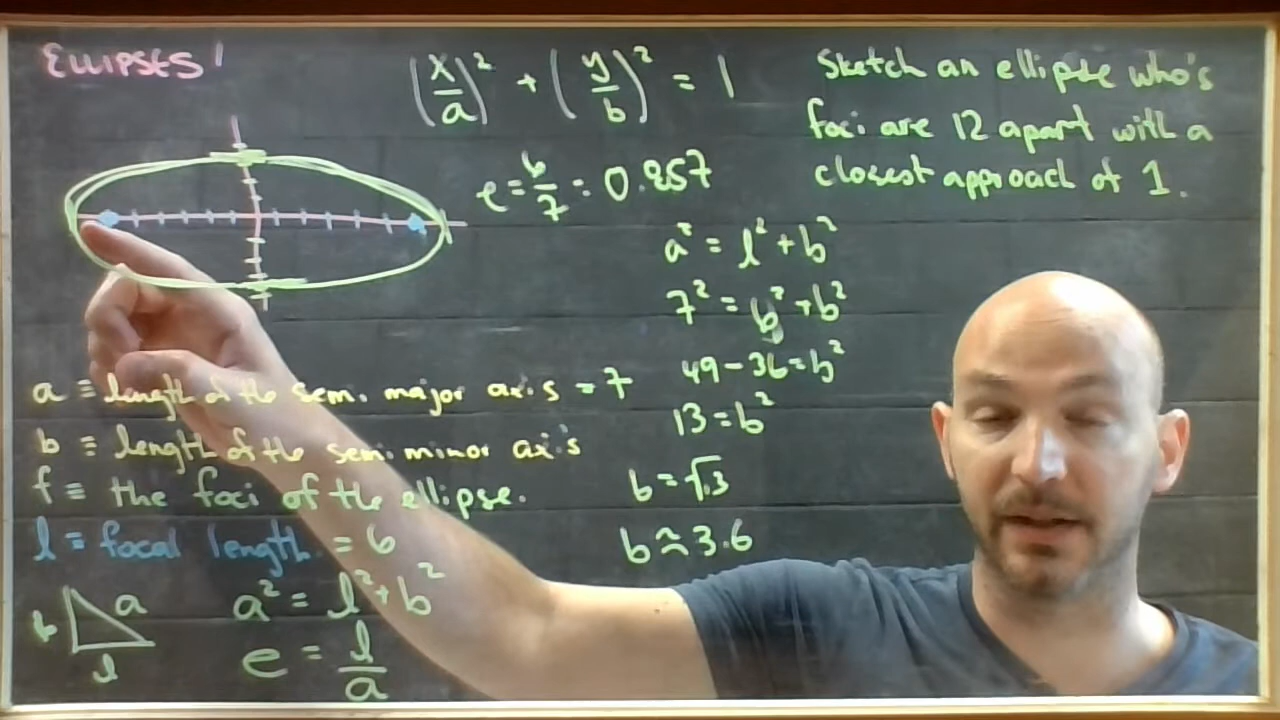 ELLIPSES!
(x/a)² + (y/b)² = 1
Sketch an ellipse who's
foci are 12 apart with a
closest approach of 1.
e = 6/7 = 0.857
a² = l² + b²
7² = 6² + b²
49 - 36 = b²
13 = b²
b = √13
b ≈ 3.6
a ≡ length of the semi major axis = 7
b ≡ length of the semi minor axis
f ≡ the foci of the ellipse.
l ≡ focal length = 6
b a l
a² = l² + b²
e = l/a